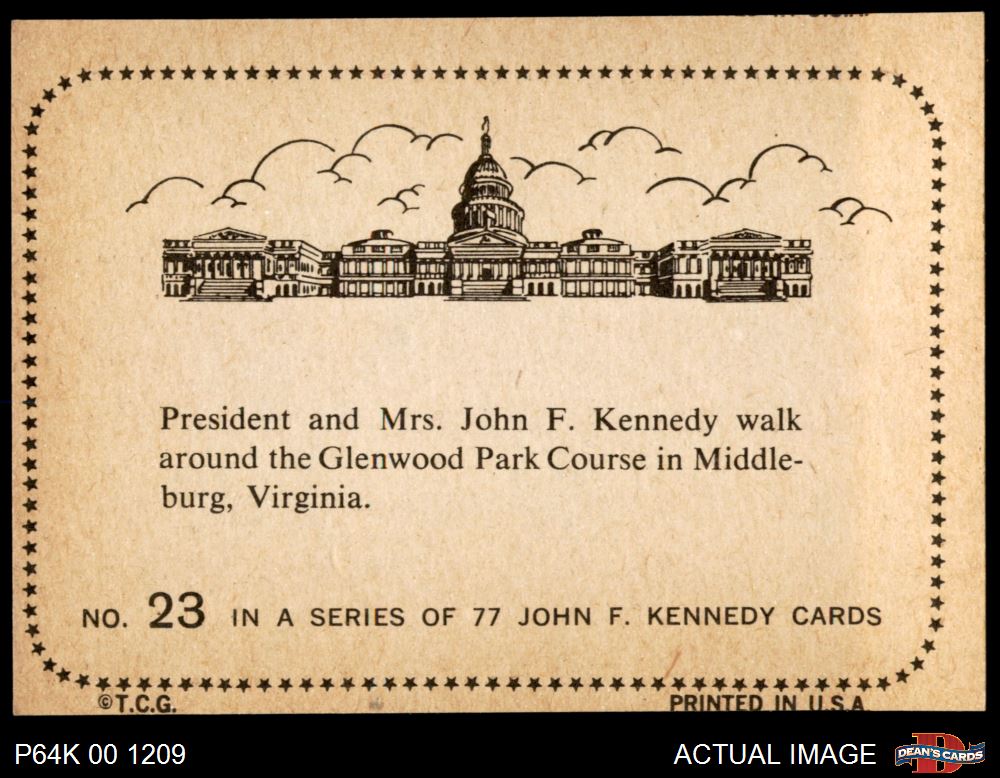 President and Mrs. John F. Kennedy walk
around the Glenwood Park Course in Middle-
burg, Virginia.
NO. 23 IN A SERIES OF 77 JOHN F. KENNEDY CARDS
©T.C.G.
PRINTED IN U.S.A.
P64K 00 1209
ACTUAL IMAGE
DEAN'S CARDS